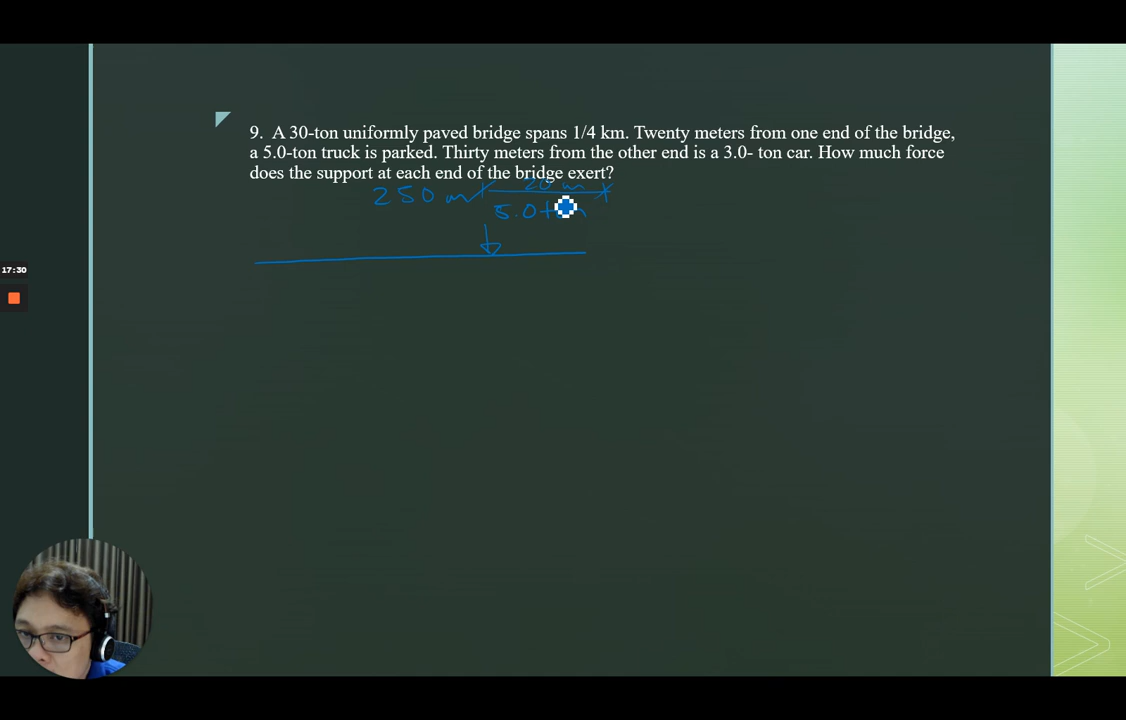 9. A 30-ton uniformly paved bridge spans 1/4 km. Twenty meters from one end of the bridge,
a 5.0-ton truck is parked. Thirty meters from the other end is a 3.0- ton car. How much force
does the support at each end of the bridge exert?
250 m
20 m
5.0
17:30